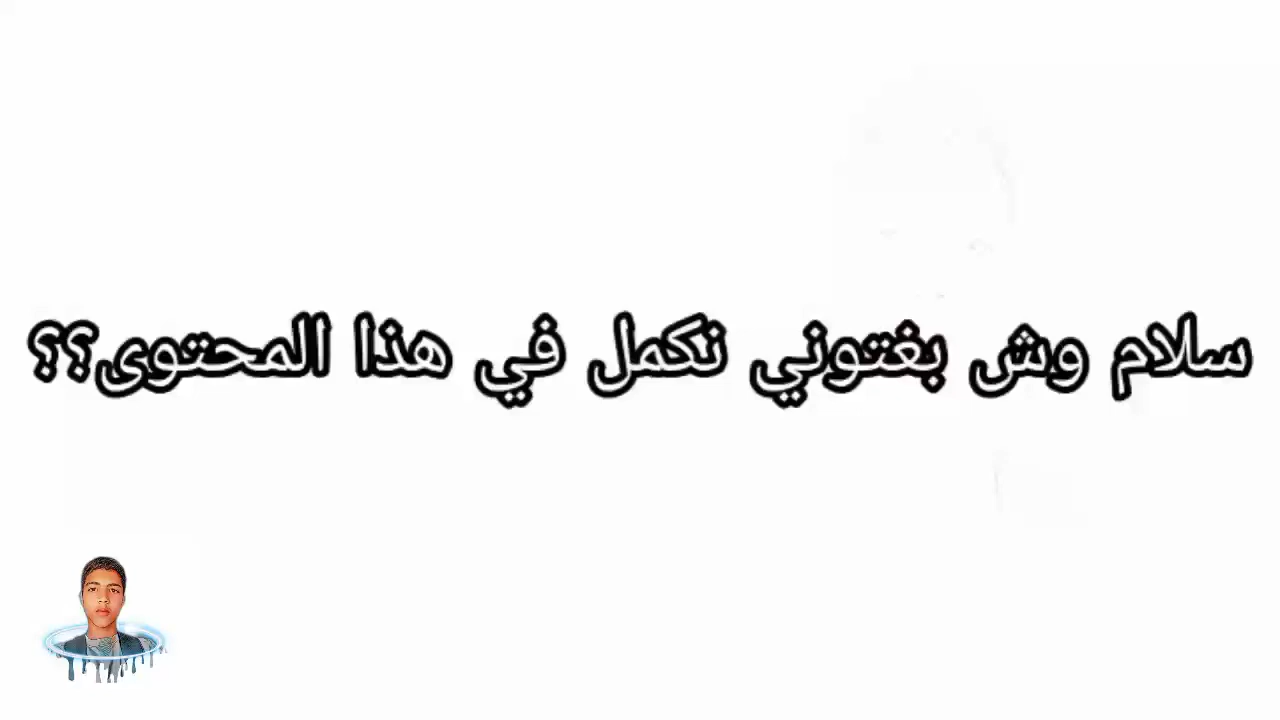 سلام وش بغتوني نكمل في هذا المحتوى؟؟